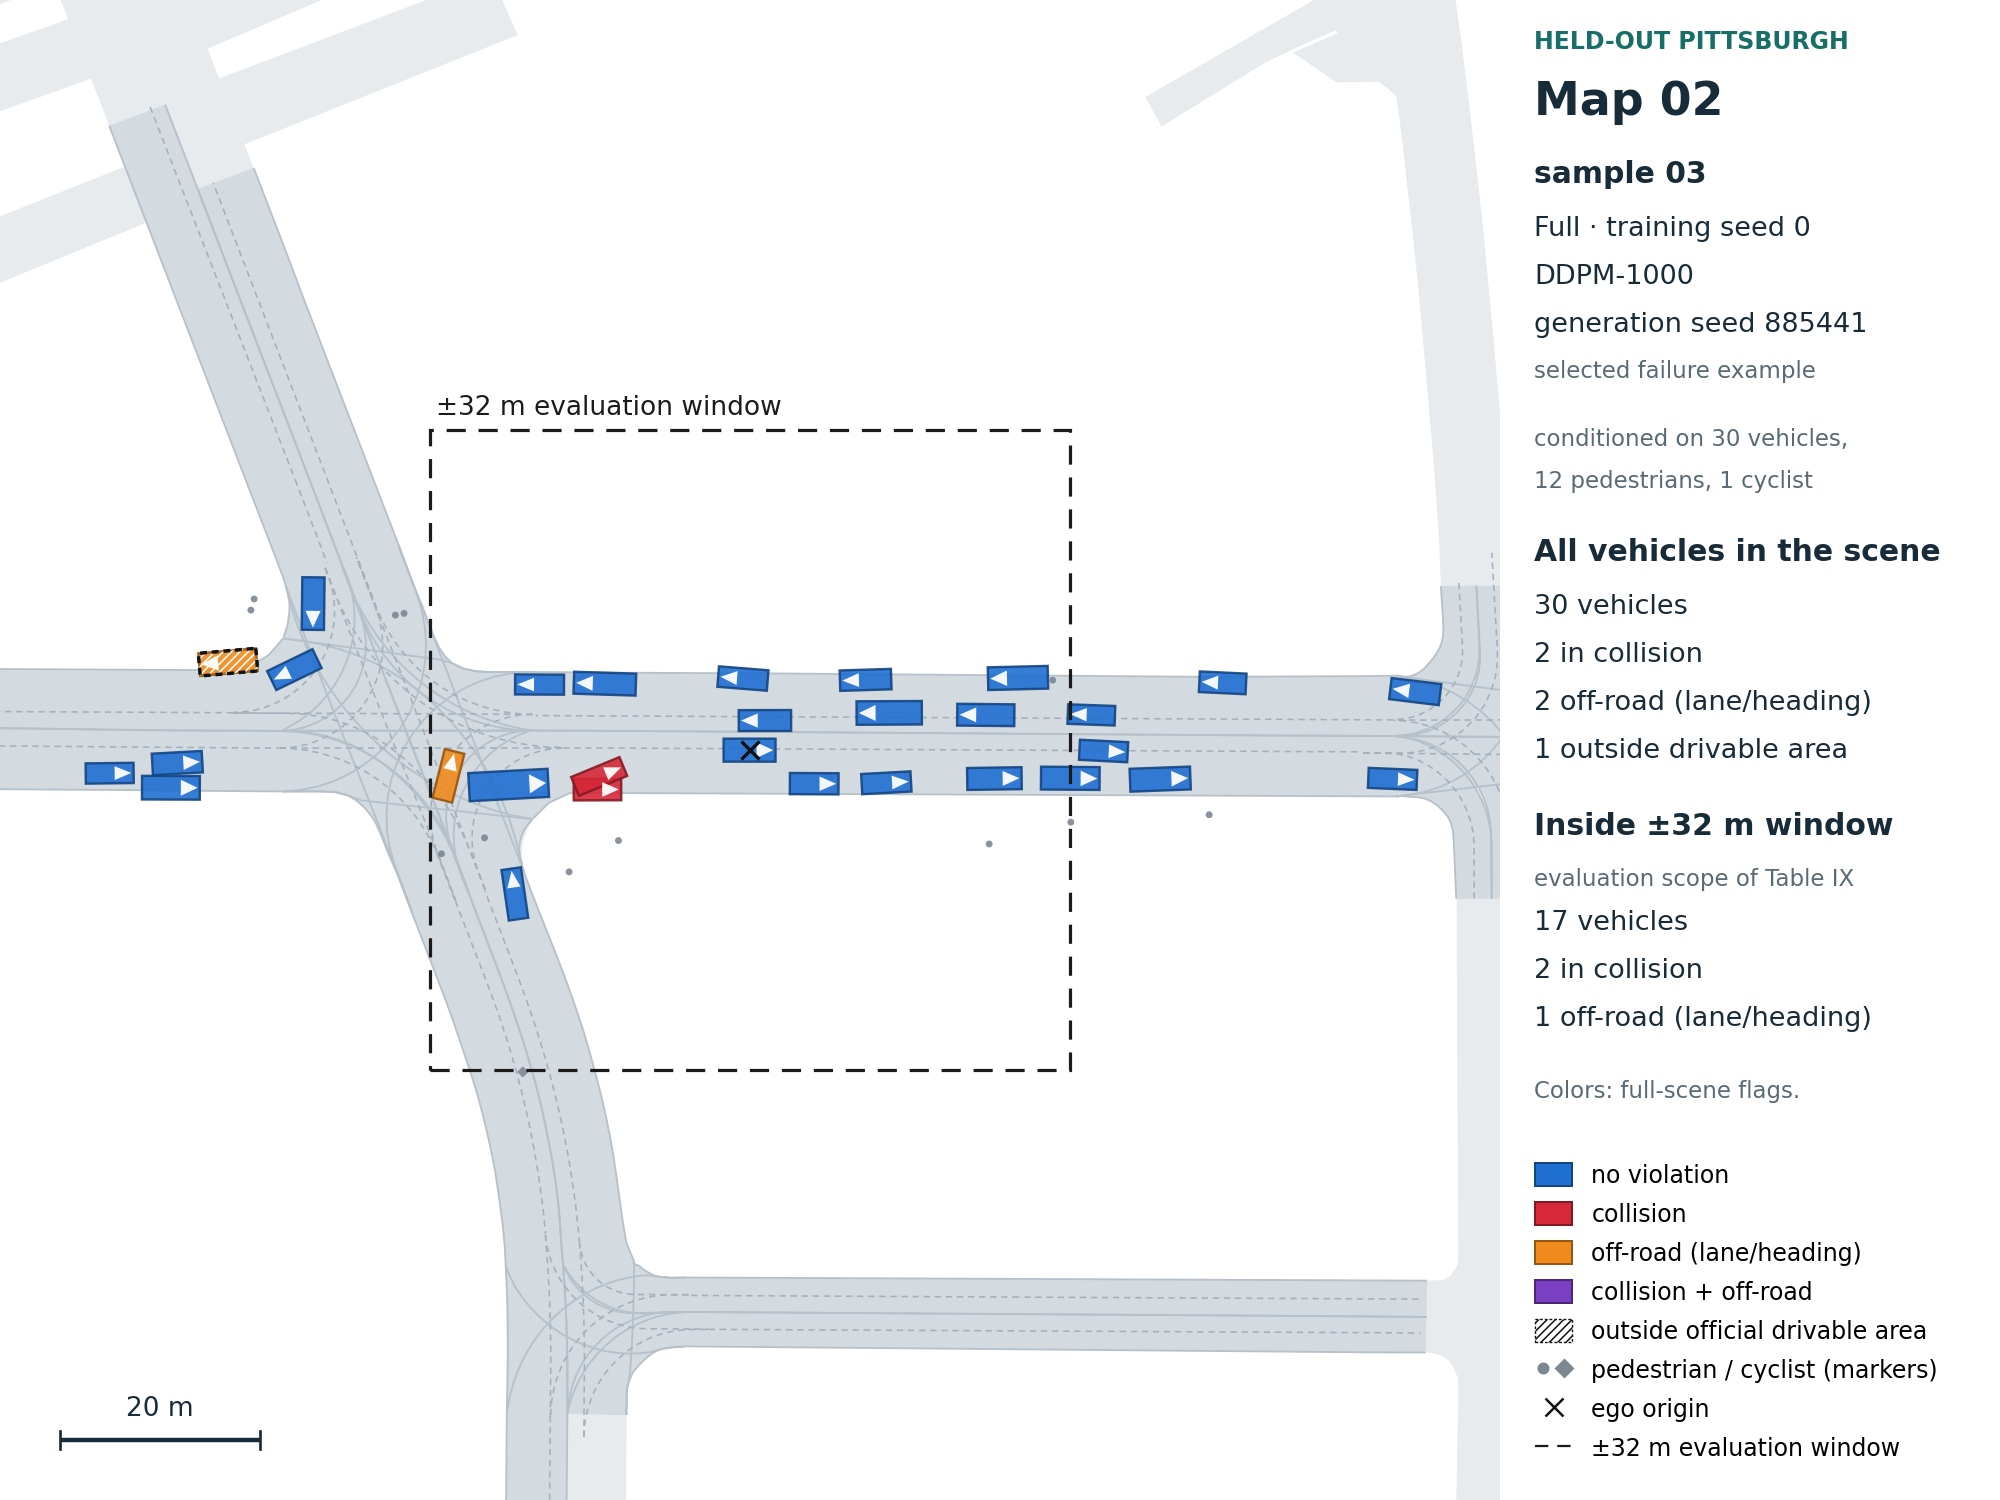 HELD-OUT PITTSBURGH
Map 02
sample 03
Full · training seed 0
DDPM-1000
generation seed 885441
selected failure example
conditioned on 30 vehicles,
12 pedestrians, 1 cyclist
All vehicles in the scene
30 vehicles
2 in collision
2 off-road (lane/heading)
1 outside drivable area
Inside ±32 m window
evaluation scope of Table IX
17 vehicles
2 in collision
1 off-road (lane/heading)
Colors: full-scene flags.
no violation
collision
off-road (lane/heading)
collision + off-road
outside official drivable area
pedestrian / cyclist (markers)
ego origin
±32 m evaluation window
±32 m evaluation window
20 m